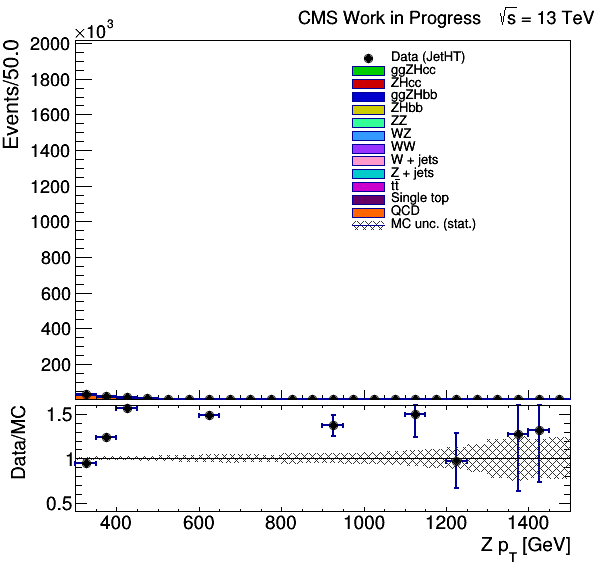 CMS Work in Progress √s = 13 TeV
×10³
Events/50.0
2000
1800
1600
1400
1200
1000
800
600
400
200
Data (JetHT)
ggZHcc
ZHcc
ggZHbb
ZHbb
ZZ
WZ
WW
W + jets
Z + jets
tt̄
Single top
QCD
MC unc. (stat.)
Data/MC
1.5
1
0.5
400 600 800 1000 1200 1400
Z p_T [GeV]